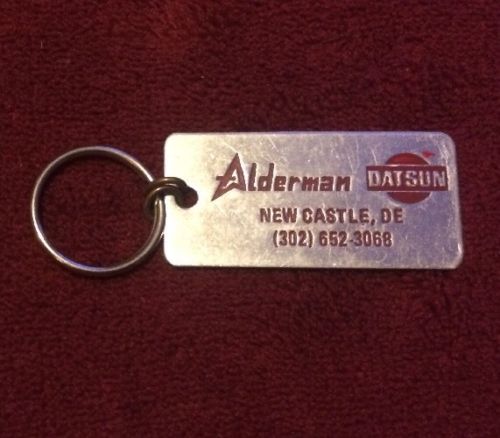 Alderman DATSUN
NEW CASTLE, DE
(302) 652-3068